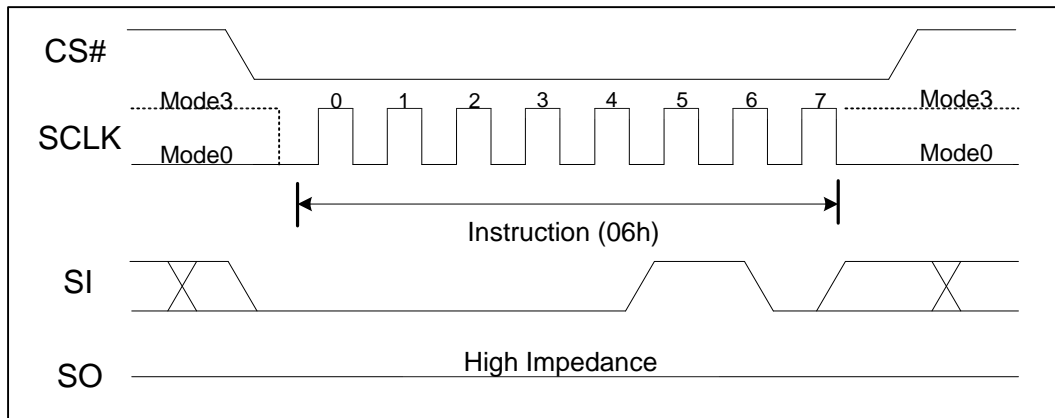 CS#
Mode3 0 1 2 3 4 5 6 7 Mode3
SCLK
Mode0 Mode0
Instruction (06h)
SI
High Impedance
SO